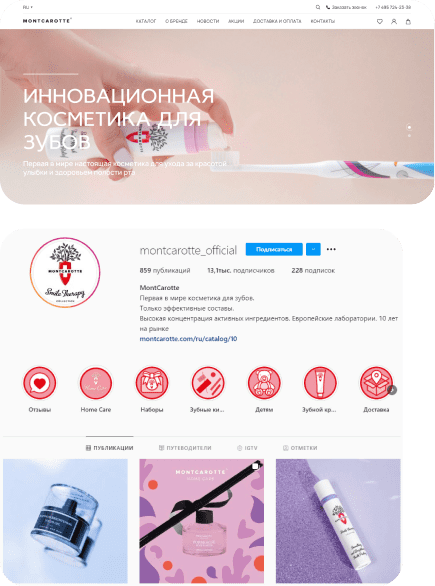 RU
Заказать звонок
+7 495 724-23-38
MONTCAROTTE
КАТАЛОГ О БРЕНДЕ НОВОСТИ АКЦИИ ДОСТАВКА И ОПЛАТА КОНТАКТЫ
ИННОВАЦИОННАЯ
КОСМЕТИКА ДЛЯ
ЗУБОВ
Первая в мире настоящая косметика для ухода за красотой
улыбки и здоровьем полости рта
MONTCAROTTE
Smile Therapy
COLLECTION
montcarotte_official
Подписаться
859 публикаций 13,1тыс. подписчиков 228 подписок
MontCarotte
Первая в мире косметика для зубов.
Только эффективные составы.
Высокая концентрация активных ингредиентов. Европейские лаборатории. 10 лет
на рынке
montcarotte.com/ru/catalog/10
Отзывы Home Care Наборы Зубные ки... Детям Зубной кр... Доставка
ПУБЛИКАЦИИ ПУТЕВОДИТЕЛИ IGTV ОТМЕТКИ
MONTCAROTTE
HOME CARE